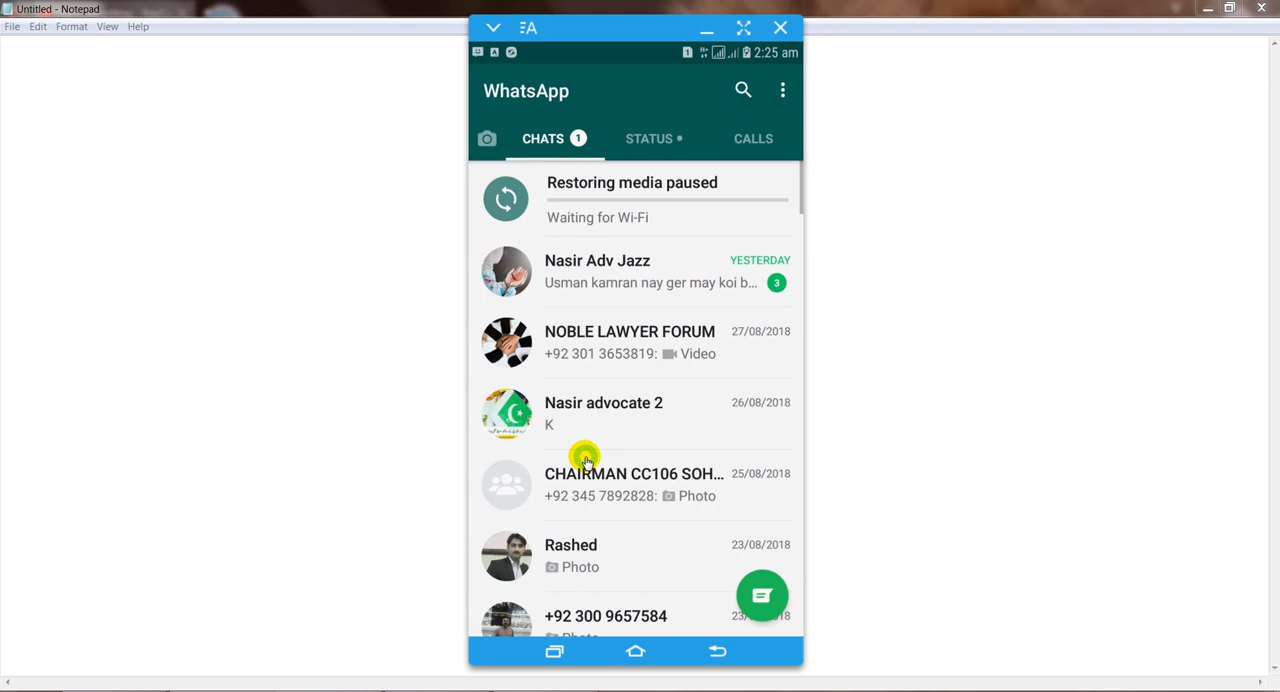 Untitled - Notepad
File Edit Format View Help
2:25 am
WhatsApp
CHATS 1 STATUS CALLS
Restoring media paused
Waiting for Wi-Fi
Nasir Adv Jazz YESTERDAY
Usman kamran nay ger may koi b... 3
NOBLE LAWYER FORUM 27/08/2018
+92 301 3653819: Video
Nasir advocate 2 26/08/2018
K
CHAIRMAN CC106 SOH... 25/08/2018
+92 345 7892828: Photo
Rashed 23/08/2018
Photo
+92 300 9657584